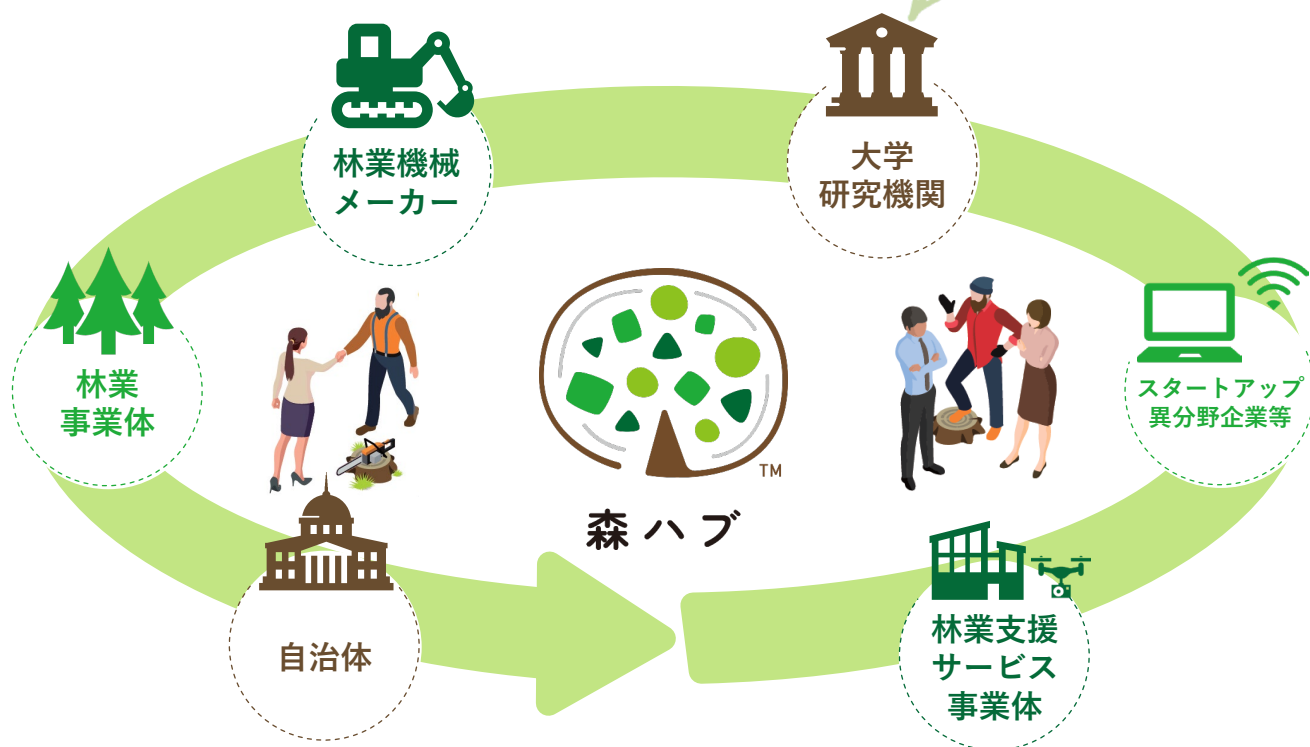 林業機械
メーカー
大学
研究機関
林業
事業体
スタートアップ
異分野企業等
TM
森ハブ
自治体
林業支援
サービス
事業体